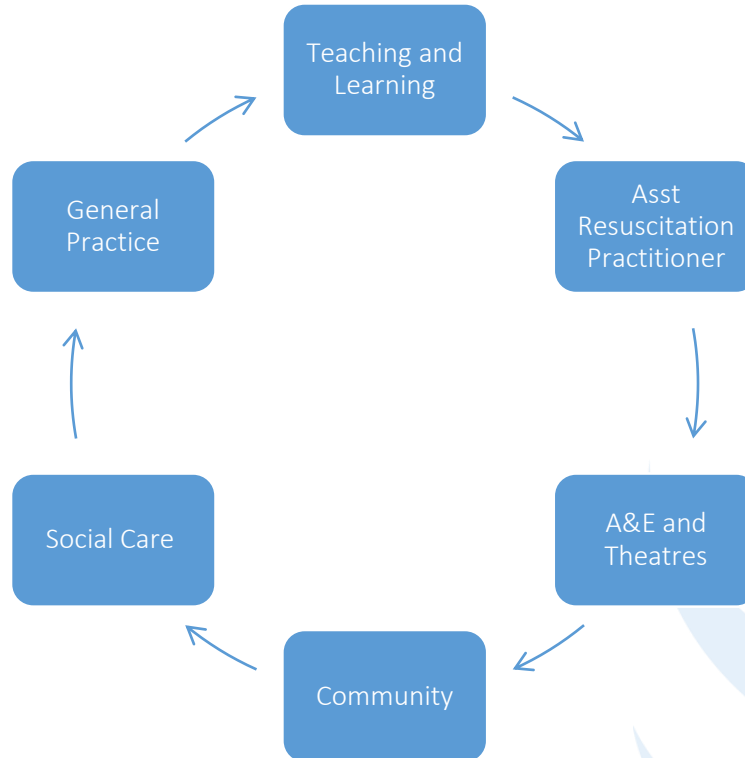 Teaching and
Learning
Asst
Resuscitation
Practitioner
A&E and
Theatres
Community
Social Care
General
Practice